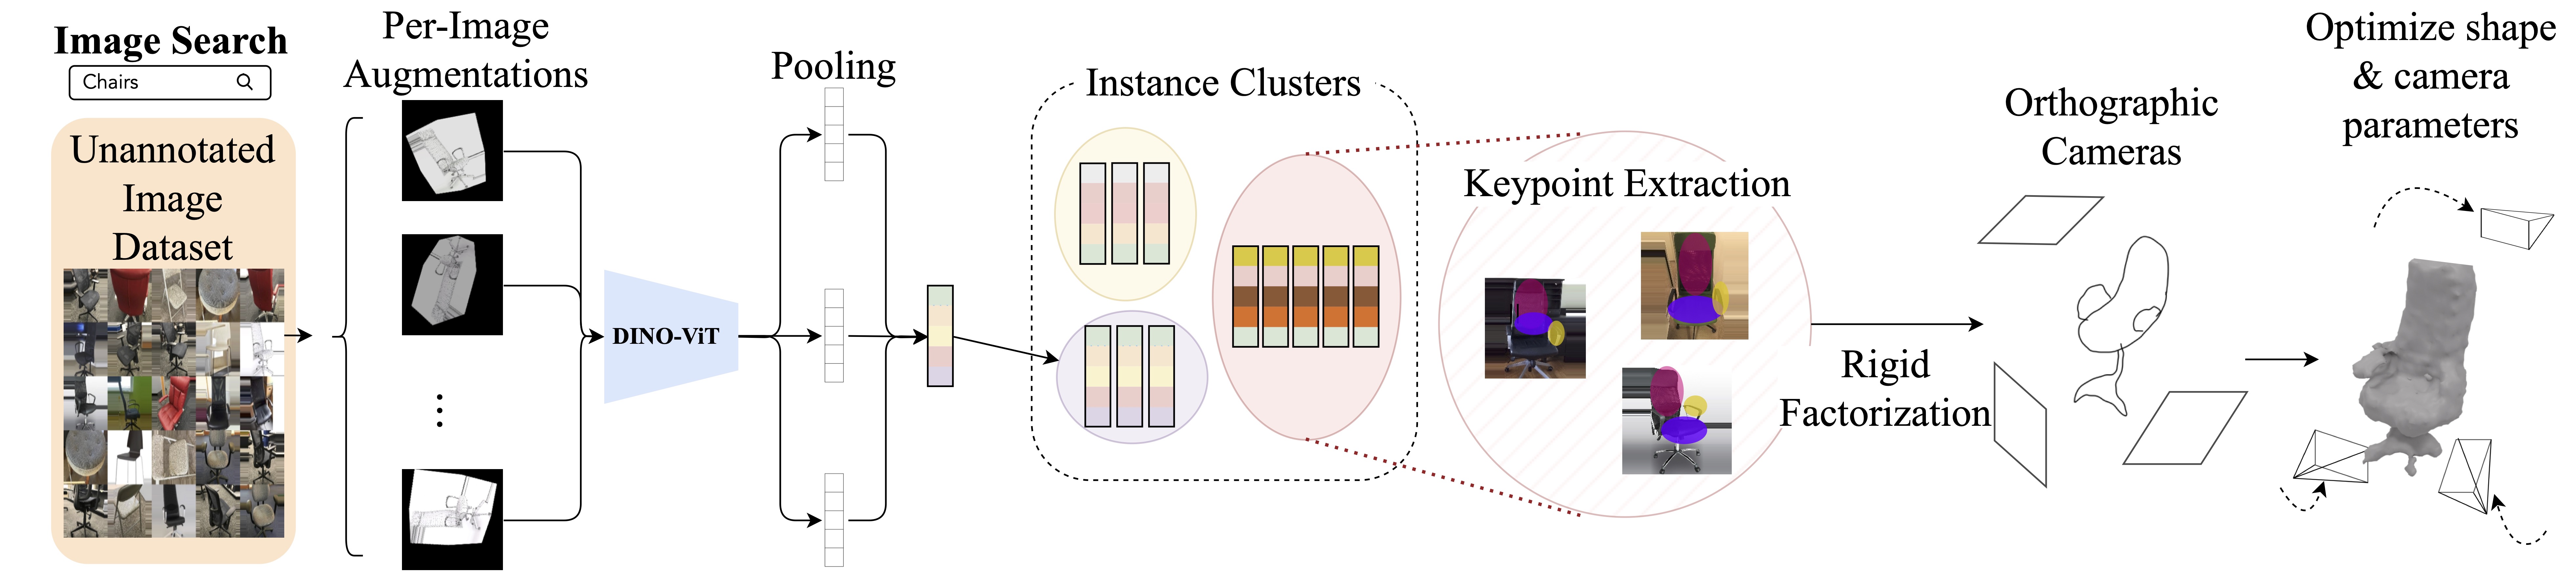 Image Search
Chairs
Unannotated
Image
Dataset
Per-Image
Augmentations
DINO-ViT
Pooling
Instance Clusters
Keypoint Extraction
Rigid
Factorization
Orthographic
Cameras
Optimize shape
& camera
parameters